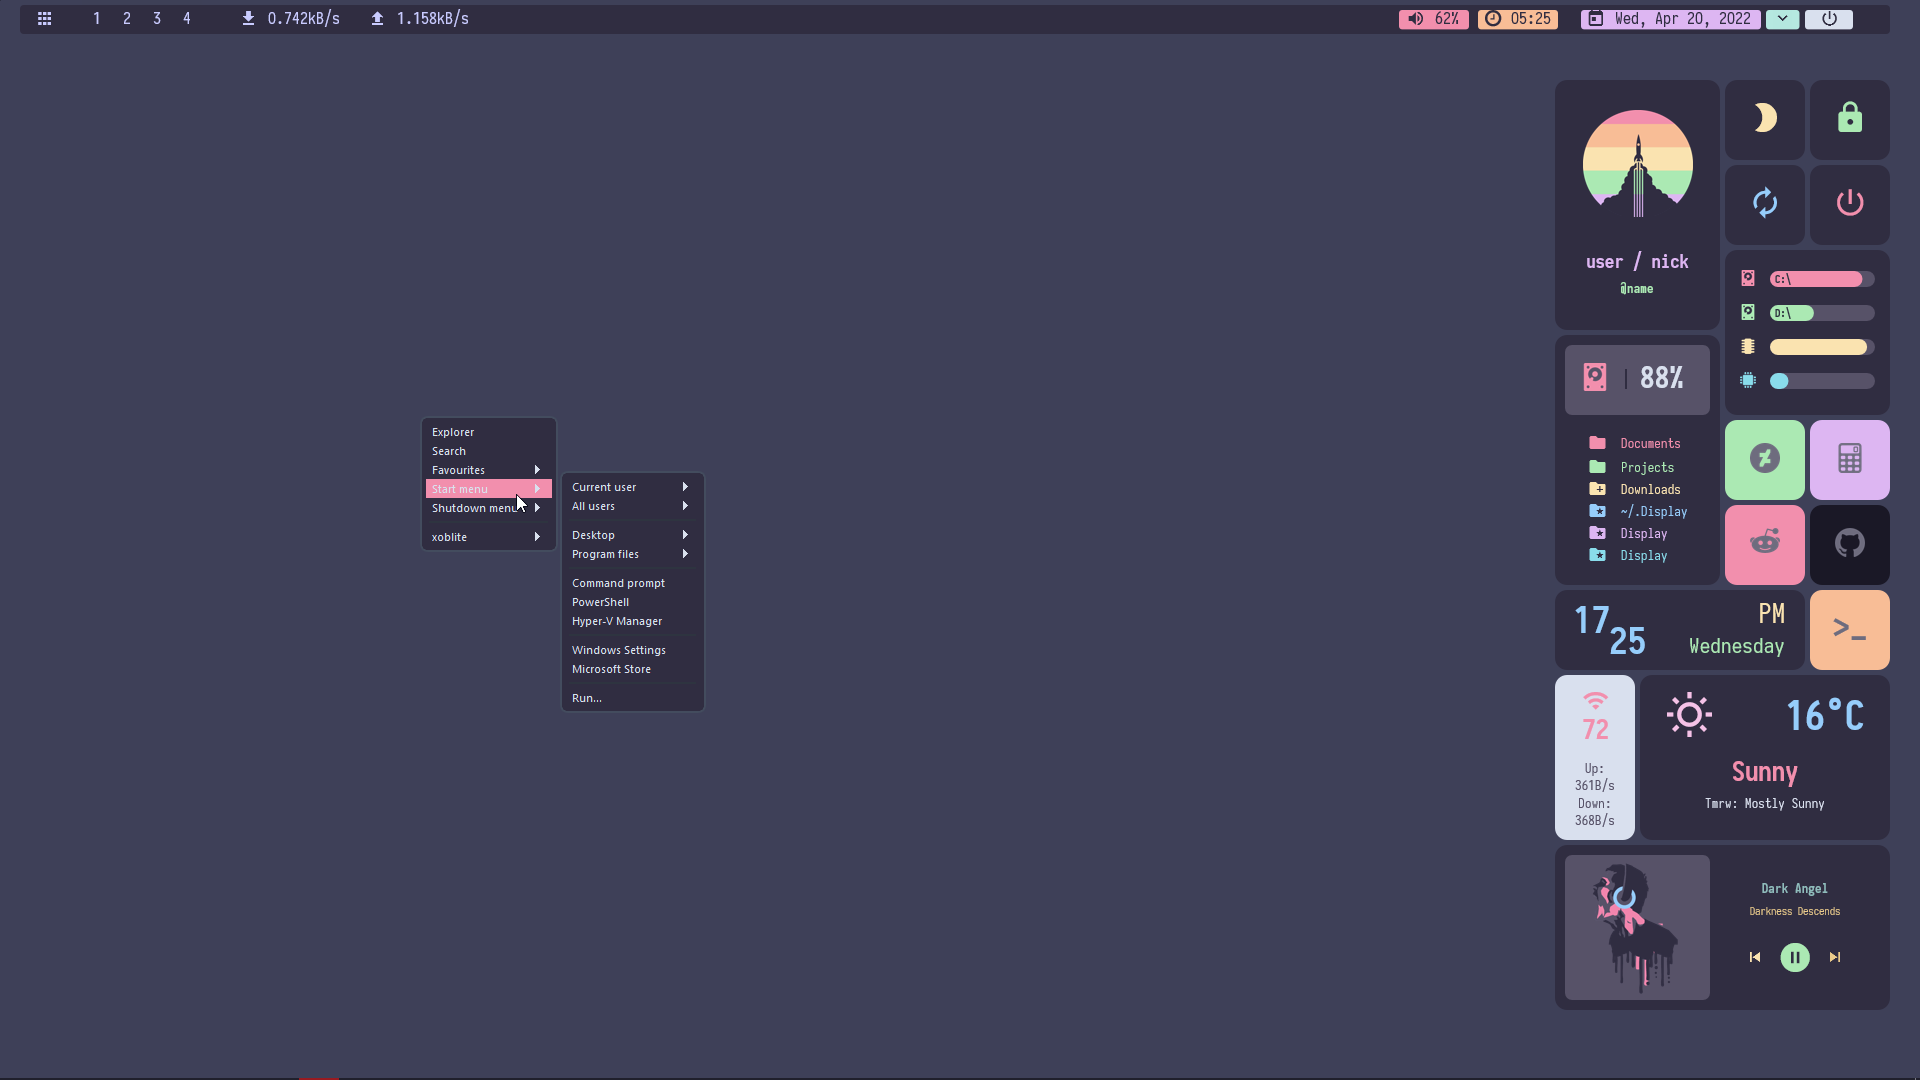 1 2 3 4 0.742kB/s 1.158kB/s 62% 05:25 Wed, Apr 20, 2022
user / nick
@name
C:\
D:\
88%
Documents
Projects
Downloads
~/.Display
Display
Display
Explorer
Search
Favourites
Start menu
Shutdown menu
xoblite
Current user
All users
Desktop
Program files
Command prompt
PowerShell
Hyper-V Manager
Windows Settings
Microsoft Store
Run...
17
25
PM
Wednesday
>_
72
Up:
361B/s
Down:
368B/s
16°C
Sunny
Tmrw: Mostly Sunny
Dark Angel
Darkness Descends